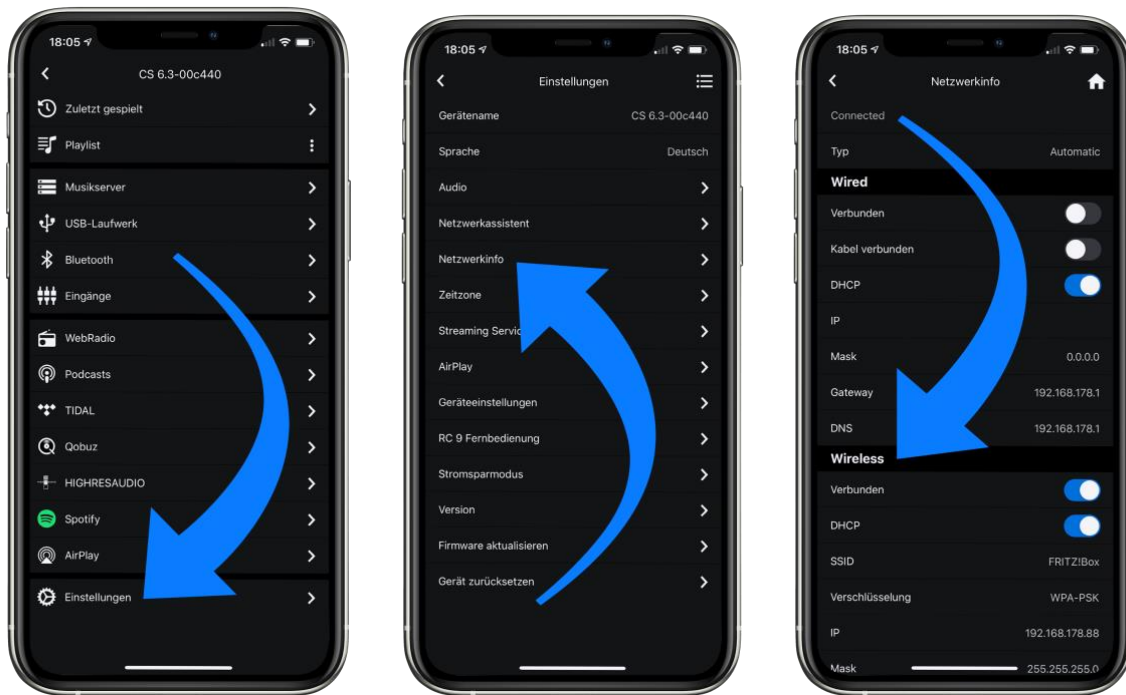 18:05
CS 6.3-00c440
Zuletzt gespielt
Playlist
Musikserver
USB-Laufwerk
Bluetooth
Eingänge
WebRadio
Podcasts
TIDAL
Qobuz
HIGHRESAUDIO
Spotify
AirPlay
Einstellungen
18:05
Einstellungen
Gerätename CS 6.3-00c440
Sprache Deutsch
Audio
Netzwerkassistent
Netzwerkinfo
Zeitzone
Streaming Servic
AirPlay
Geräteeinstellungen
RC 9 Fernbedienung
Stromsparmodus
Version
Firmware aktualisieren
Gerät zurücksetzen
18:05
Netzwerkinfo
Connected
Typ Automatic
Wired
Verbunden
Kabel verbunden
DHCP
IP
Mask 0.0.0.0
Gateway 192.168.178.1
DNS 192.168.178.1
Wireless
Verbunden
DHCP
SSID FRITZ!Box
Verschlüsselung WPA-PSK
IP 192.168.178.88
Mask 255.255.255.0